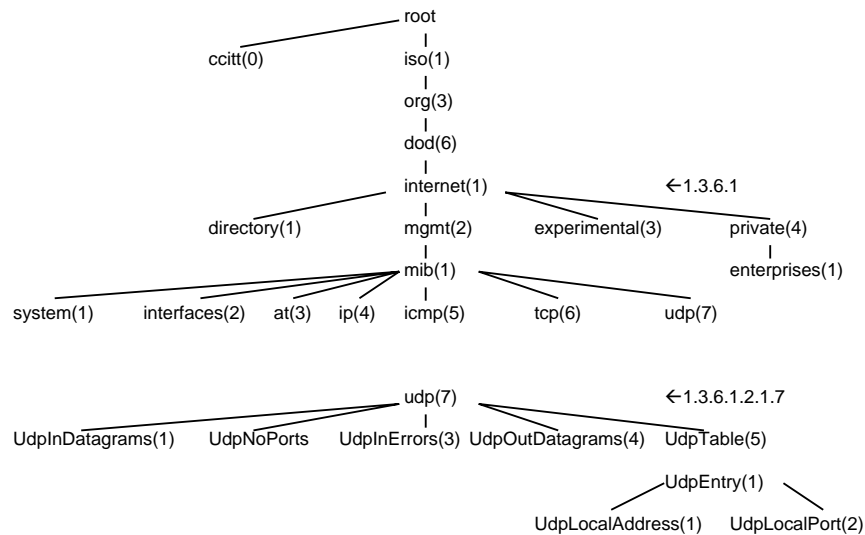 root
ccitt(0) iso(1)
org(3)
dod(6)
internet(1) ←1.3.6.1
directory(1) mgmt(2) experimental(3) private(4)
mib(1) enterprises(1)
system(1) interfaces(2) at(3) ip(4) icmp(5) tcp(6) udp(7)
udp(7) ←1.3.6.1.2.1.7
UdpInDatagrams(1) UdpNoPorts UdpInErrors(3) UdpOutDatagrams(4) UdpTable(5)
UdpEntry(1)
UdpLocalAddress(1) UdpLocalPort(2)